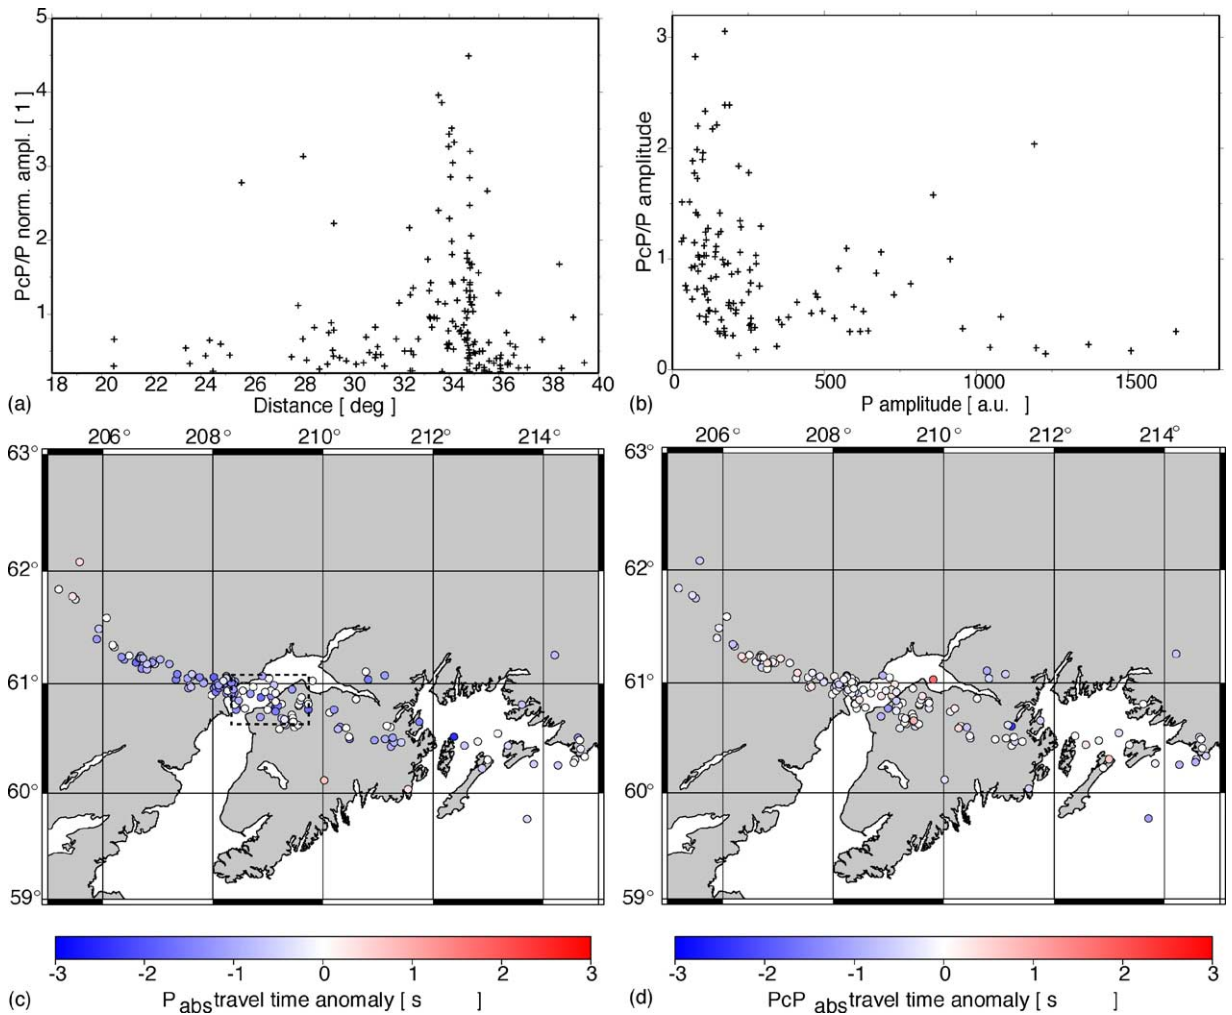 5
4
3
2
1
PcP/P norm. ampl. [ 1 ]
18 20 22 24 26 28 30 32 34 36 38 40
(a)
Distance [ deg ]
3
2
1
0
PcP/P amplitude
0 500 1000 1500
(b)
P amplitude [ a.u. ]
206° 208° 210° 212° 214°
63°
62°
61°
60°
59°
-3 -2 -1 0 1 2 3
(c)
P abs travel time anomaly [ s ]
206° 208° 210° 212° 214°
63°
62°
61°
60°
59°
-3 -2 -1 0 1 2 3
(d)
PcP abs travel time anomaly [ s ]